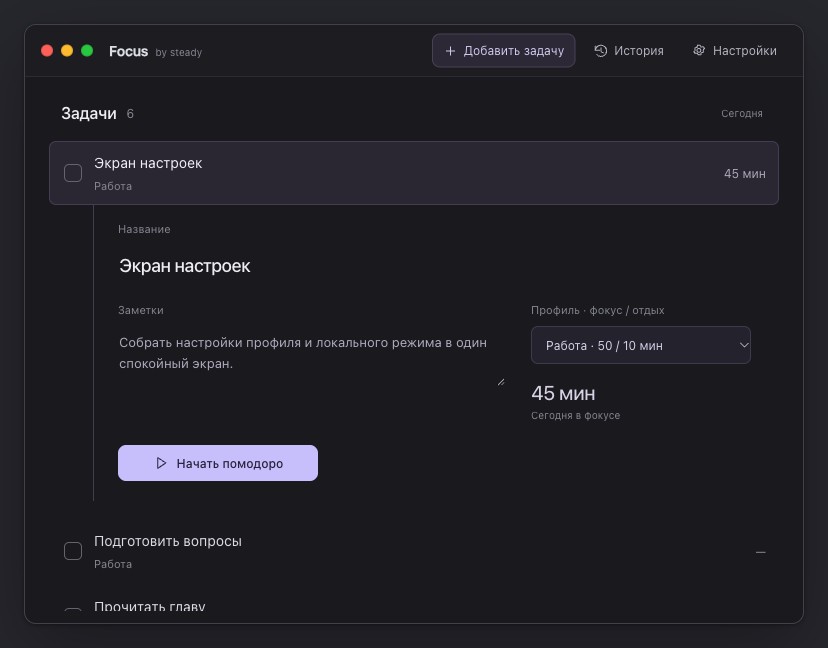 Focus by steady
Добавить задачу
История
Настройки
Задачи 6
Сегодня
Экран настроек
Работа
45 мин
Название
Экран настроек
Заметки
Собрать настройки профиля и локального режима в один
спокойный экран.
Профиль · фокус / отдых
Работа · 50 / 10 мин
45 мин
Сегодня в фокусе
Начать помодоро
Подготовить вопросы
Работа
—
Прочитать главу